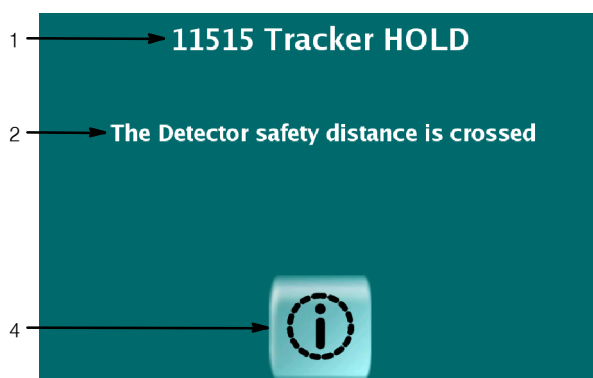 1
11515 Tracker HOLD
2
The Detector safety distance is crossed
4
i